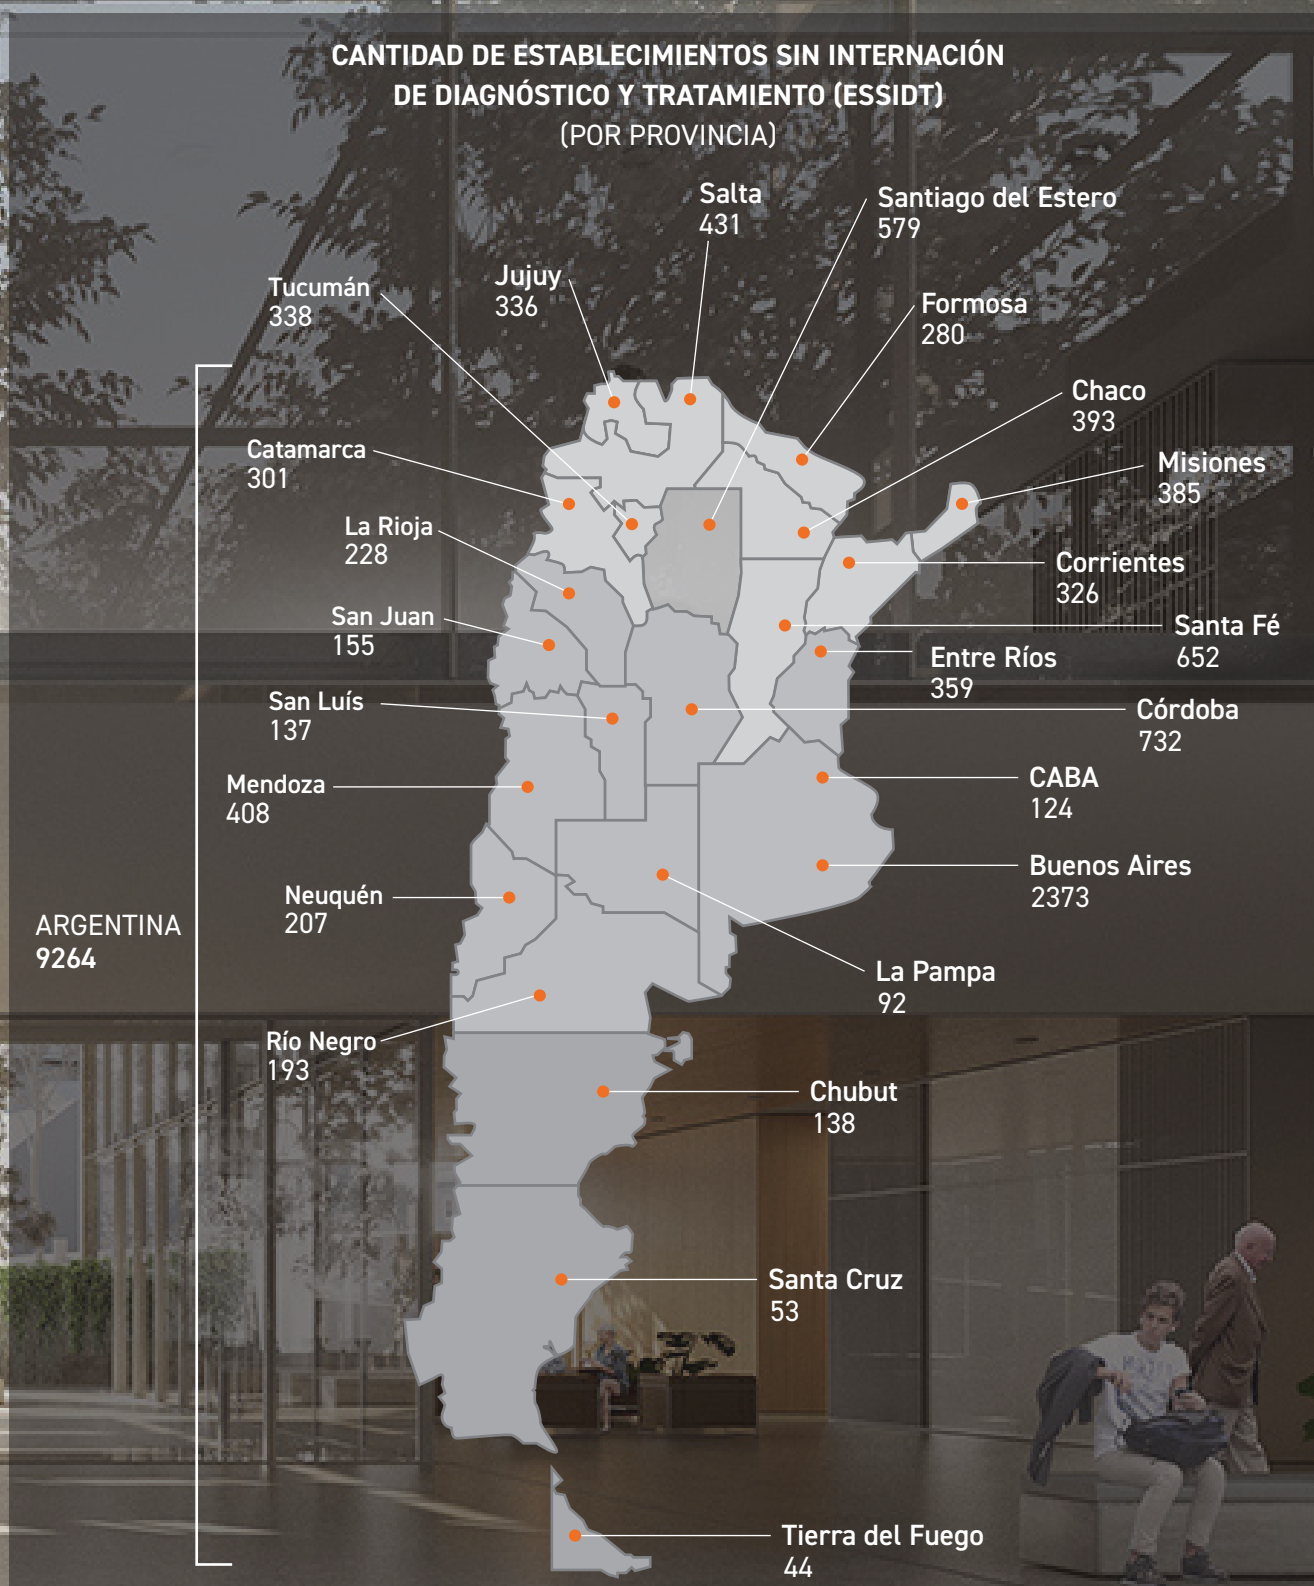 CANTIDAD DE ESTABLECIMIENTOS SIN INTERNACIÓN
DE DIAGNÓSTICO Y TRATAMIENTO (ESSIDT)
(POR PROVINCIA)
Salta
431
Santiago del Estero
579
Jujuy
336
Tucumán
338
Formosa
280
Chaco
393
Catamarca
301
Misiones
385
La Rioja
228
Corrientes
326
San Juan
155
Santa Fé
652
Entre Ríos
359
San Luís
137
Córdoba
732
Mendoza
408
CABA
124
Buenos Aires
2373
Neuquén
207
ARGENTINA
9264
La Pampa
92
Río Negro
193
Chubut
138
Santa Cruz
53
Tierra del Fuego
44